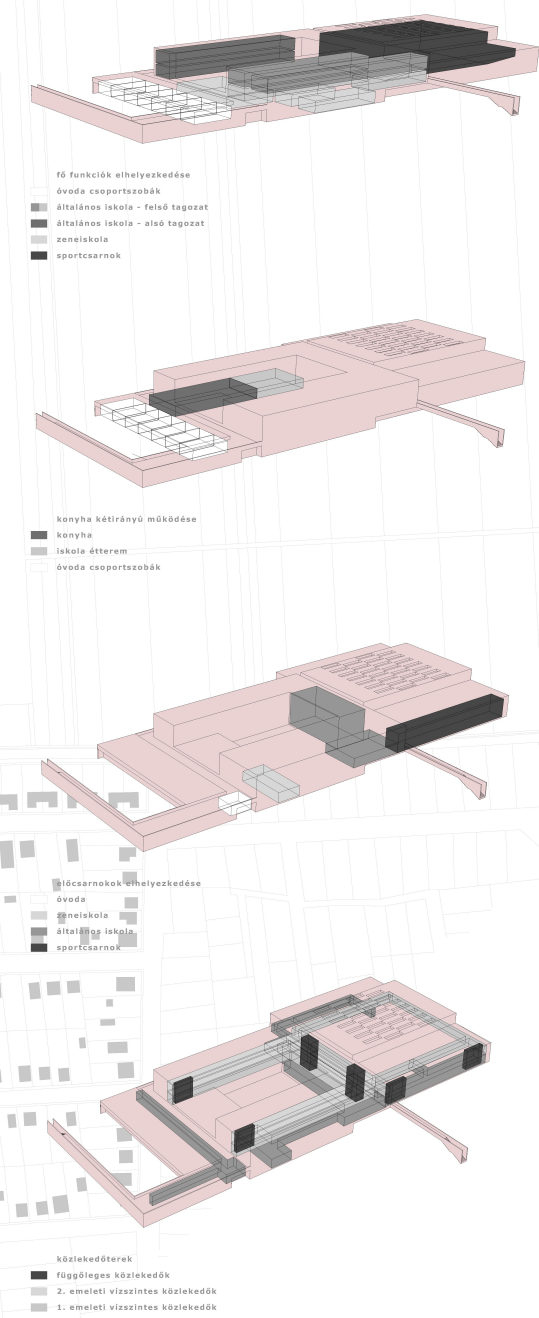 fő funkciók elhelyezkedése
óvoda csoportszobák
általános iskola - felső tagozat
általános iskola - alsó tagozat
zeneiskola
sportcsarnok
konyha kétirányú működése
konyha
iskola étterem
óvoda csoportszobák
előcsarnokok elhelyezkedése
óvoda
zeneiskola
általános iskola
sportcsarnok
közlekedőterek
függőleges közlekedők
2. emeleti vízszintes közlekedők
1. emeleti vízszintes közlekedők